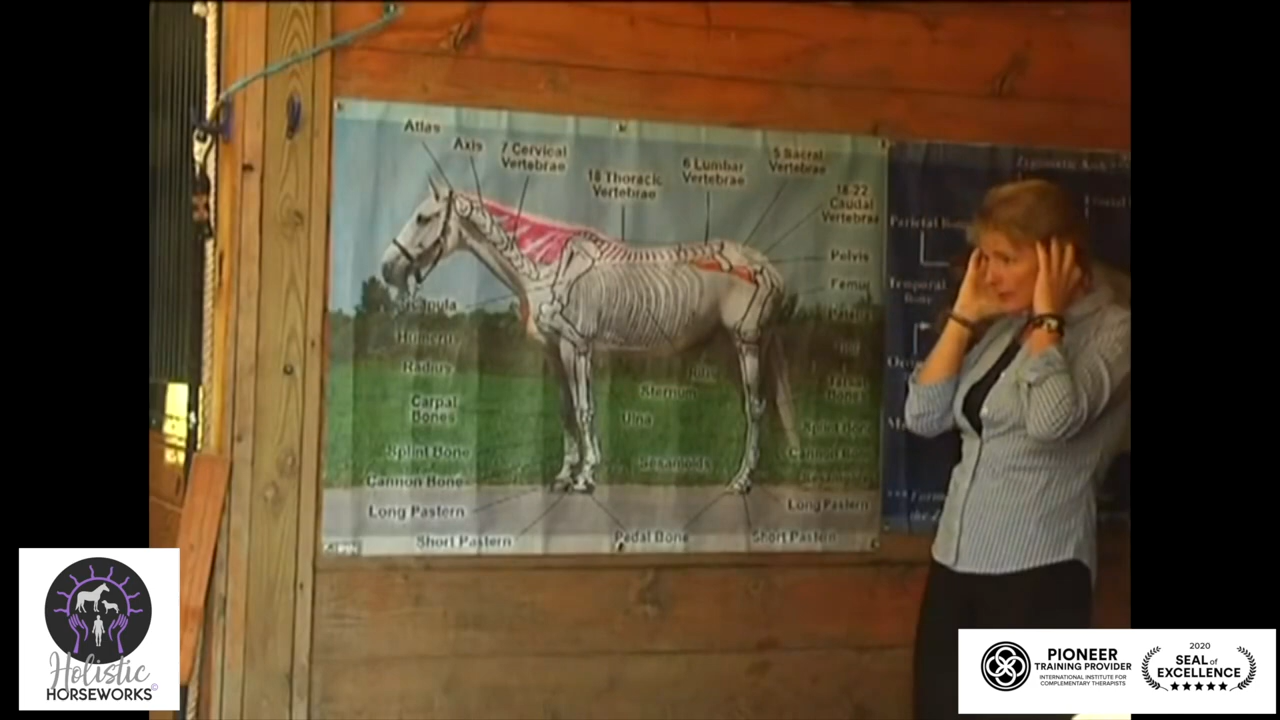 Atlas
Axis
7 Cervical
Vertebrae
18 Thoracic
Vertebrae
6 Lumbar
Vertebrae
5 Sacral
Vertebrae
18-22
Caudal
Vertebrae
Pelvis
Femur
Scapula
Humerus
Radius
Carpal
Bones
Splint Bone
Cannon Bone
Long Pastern
Short Pastern
Ribs
Sternum
Ulna
Sesamoids
Pedal Bone
Tarsal
Bones
Splint Bone
Cannon Bone
Long Pastern
Short Pastern
Parietal Bone
Temporal
Bone
Holistic
HORSEWORKS©
PIONEER
TRAINING PROVIDER
INTERNATIONAL INSTITUTE FOR
COMPLEMENTARY THERAPISTS
2020
SEAL of
EXCELLENCE